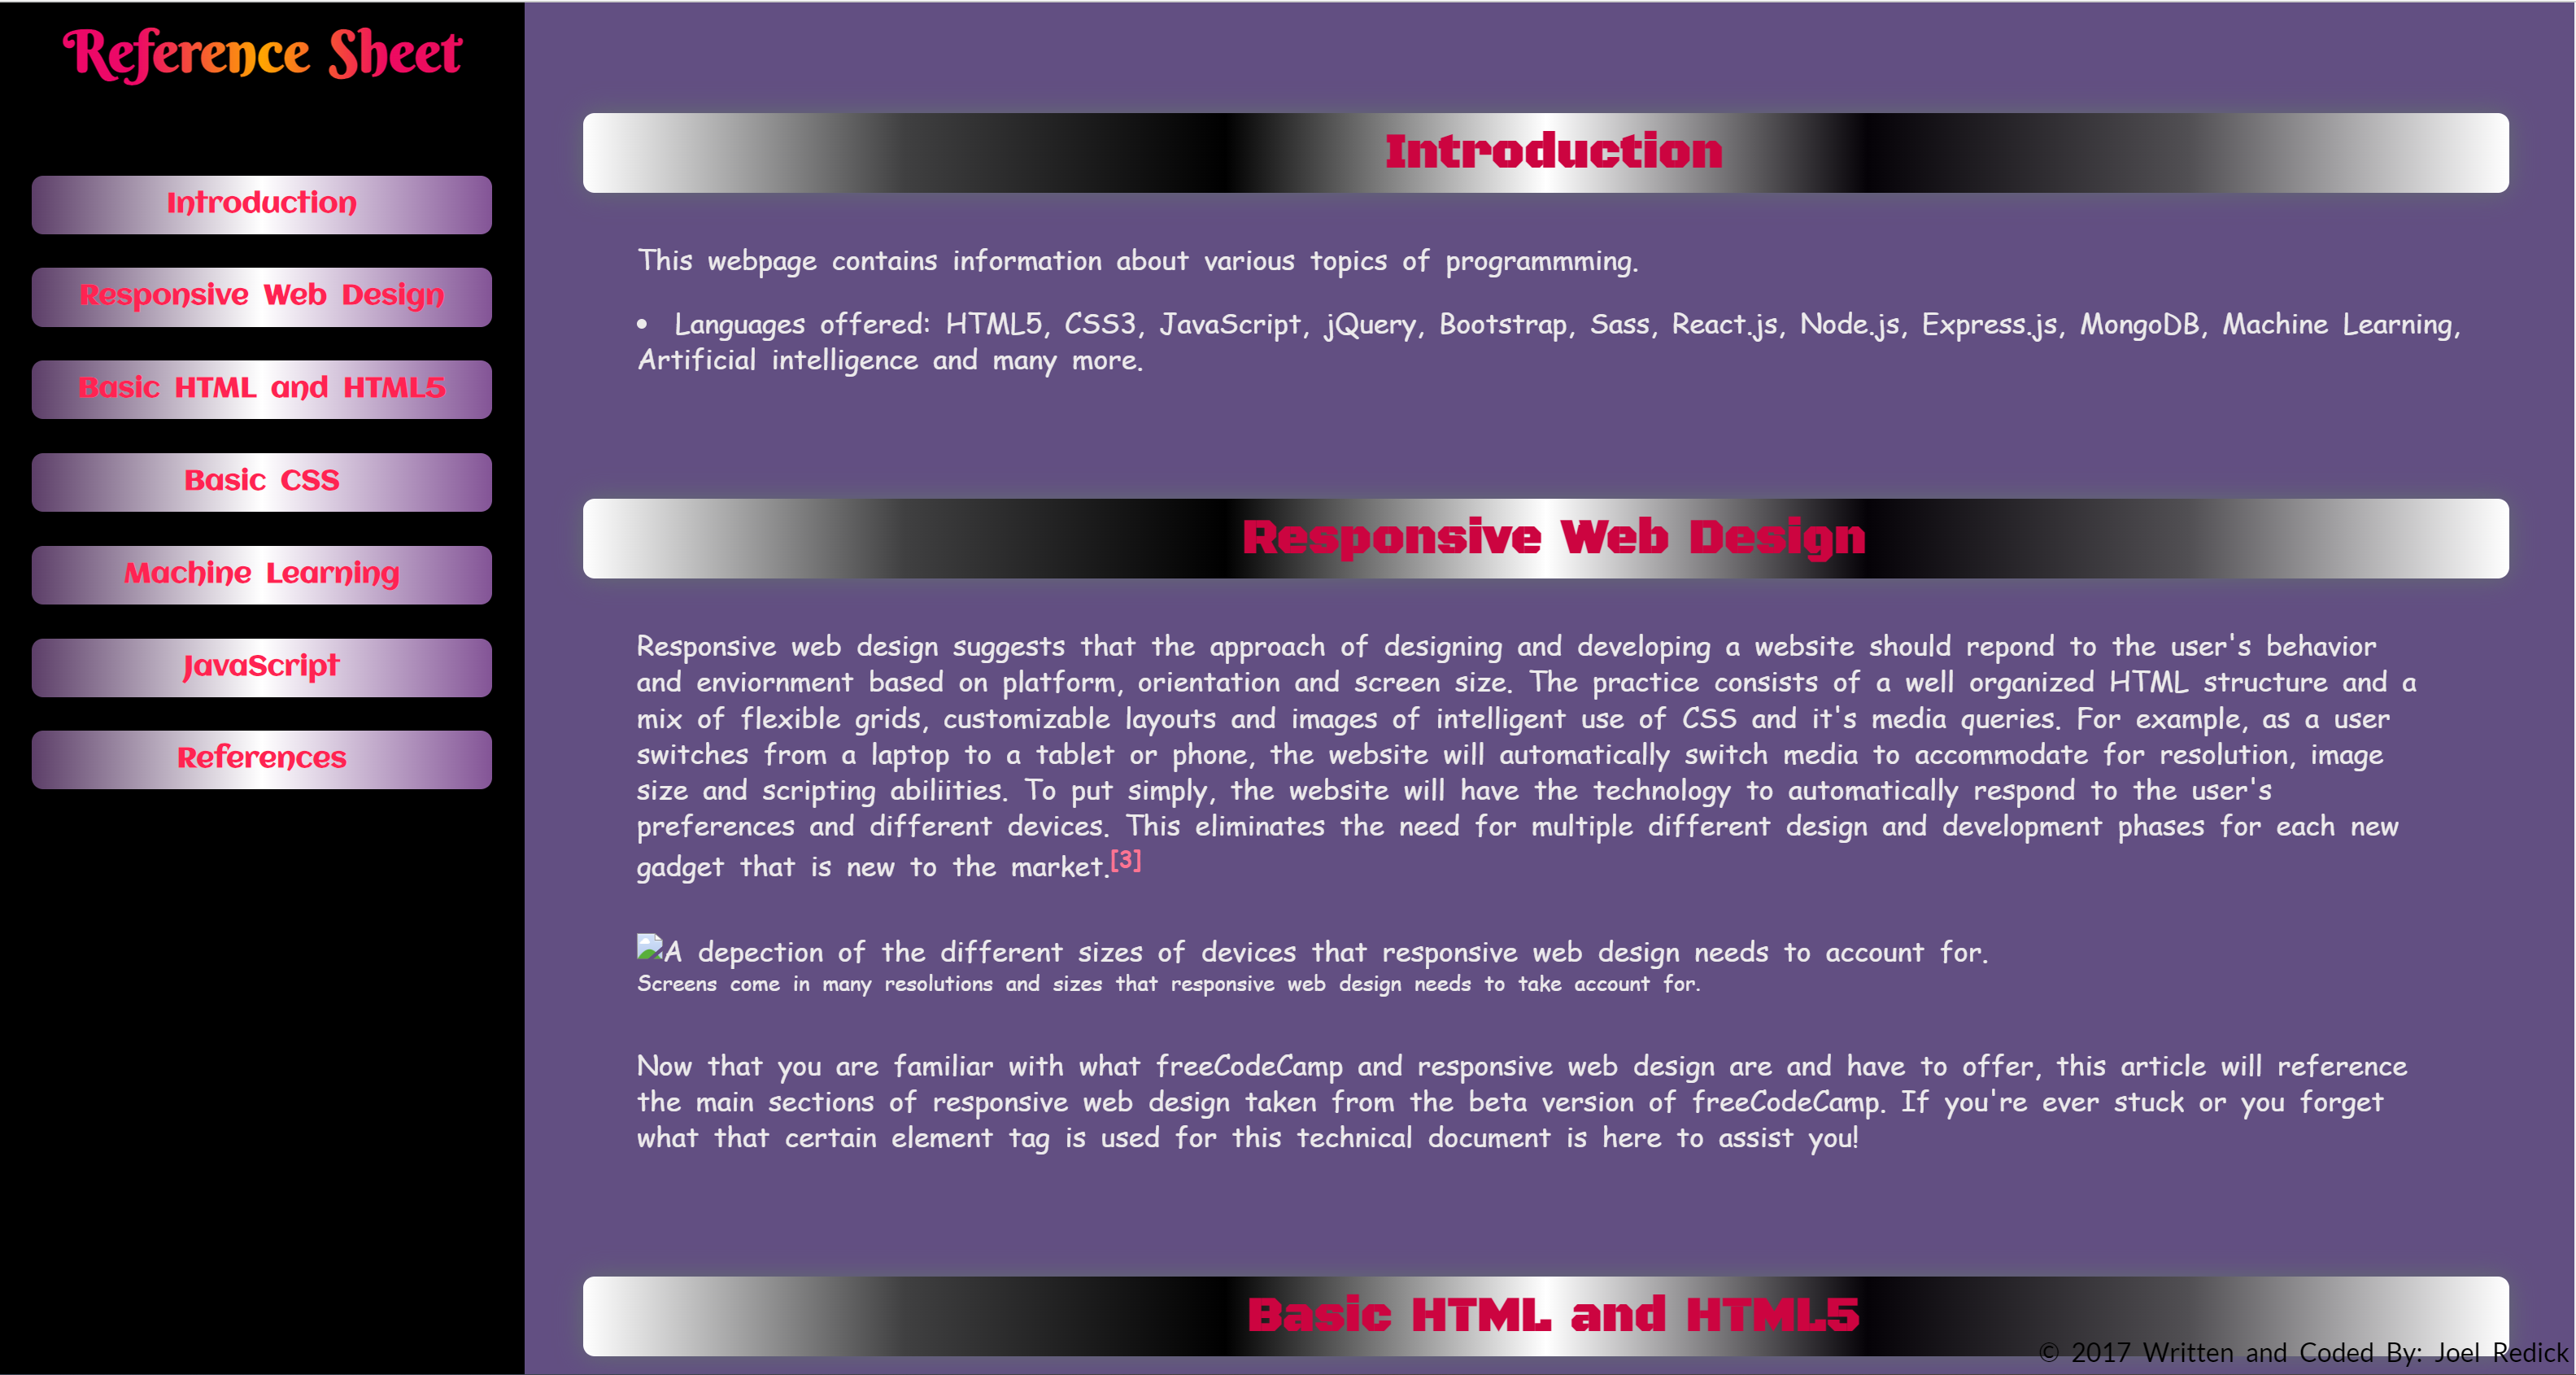 Reference Sheet
Introduction
Responsive Web Design
Basic HTML and HTML5
Basic CSS
Machine Learning
JavaScript
References
Introduction
This webpage contains information about various topics of programmming.
• Languages offered: HTML5, CSS3, JavaScript, jQuery, Bootstrap, Sass, React.js, Node.js, Express.js, MongoDB, Machine Learning,
Artificial intelligence and many more.
Responsive Web Design
Responsive web design suggests that the approach of designing and developing a website should repond to the user's behavior
and enviornment based on platform, orientation and screen size. The practice consists of a well organized HTML structure and a
mix of flexible grids, customizable layouts and images of intelligent use of CSS and it's media queries. For example, as a user
switches from a laptop to a tablet or phone, the website will automatically switch media to accommodate for resolution, image
size and scripting abiliities. To put simply, the website will have the technology to automatically respond to the user's
preferences and different devices. This eliminates the need for multiple different design and development phases for each new
gadget that is new to the market.[3]
A depection of the different sizes of devices that responsive web design needs to account for.
Screens come in many resolutions and sizes that responsive web design needs to take account for.
Now that you are familiar with what freeCodeCamp and responsive web design are and have to offer, this article will reference
the main sections of responsive web design taken from the beta version of freeCodeCamp. If you're ever stuck or you forget
what that certain element tag is used for this technical document is here to assist you!
Basic HTML and HTML5
© 2017 Written and Coded By: Joel Redick